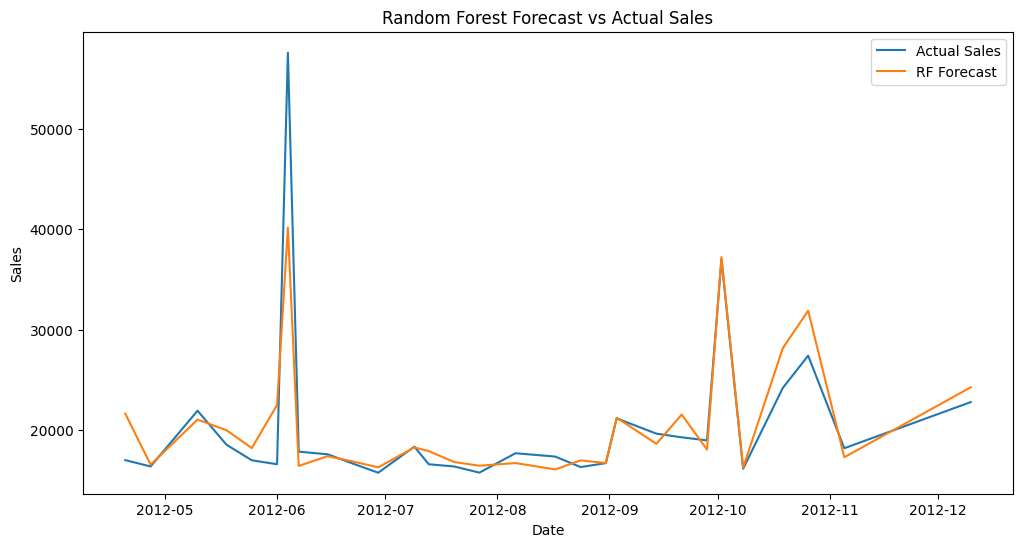 Random Forest Forecast vs Actual Sales
Actual Sales
RF Forecast
Sales
50000
40000
30000
20000
2012-05
2012-06
2012-07
2012-08
2012-09
2012-10
2012-11
2012-12
Date